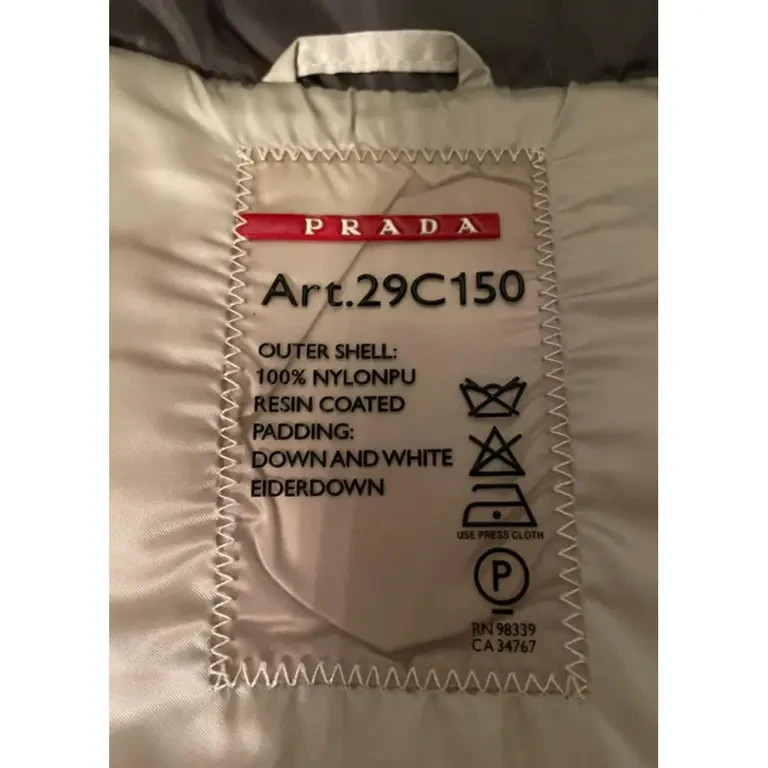 PRADA
Art.29C150
OUTER SHELL:
100% NYLONPU
RESIN COATED
PADDING:
DOWN AND WHITE
EIDERDOWN
USE PRESS CLOTH
P
RN 98339
CA 34767